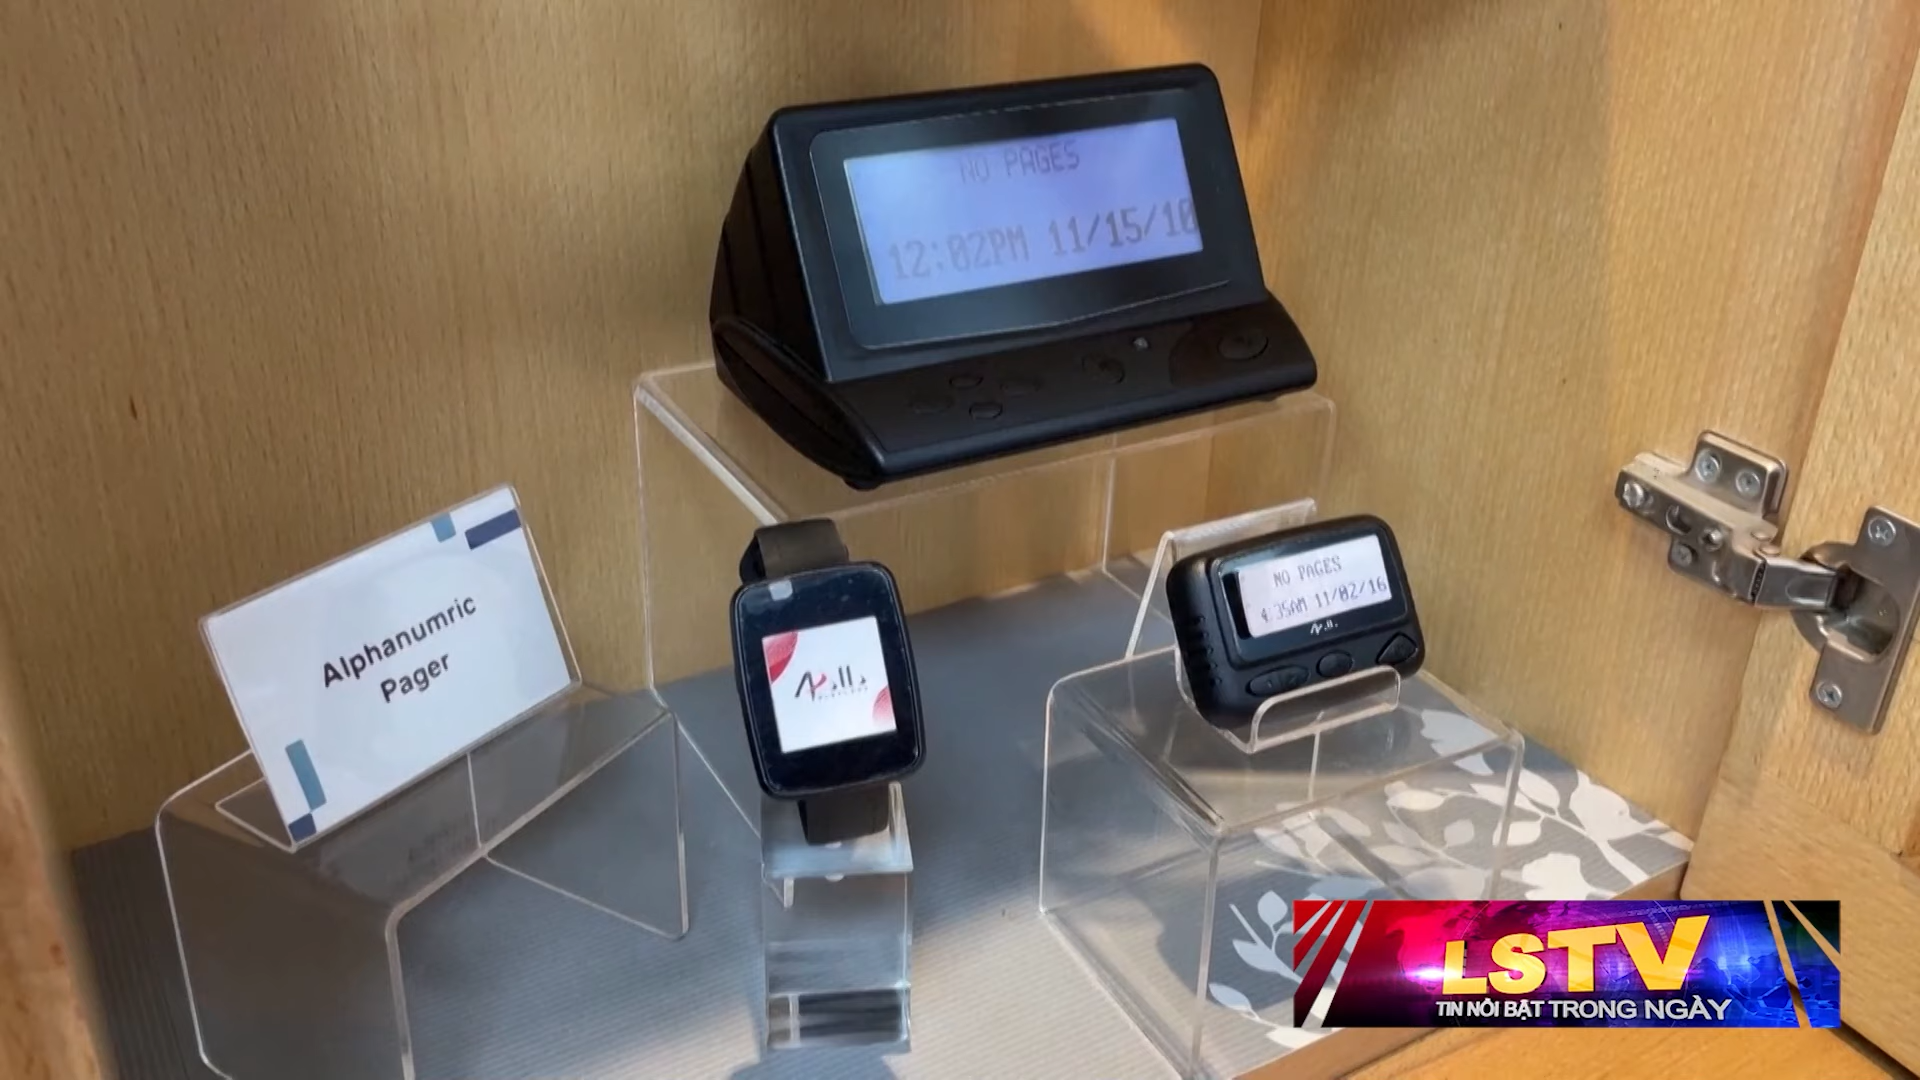 NO PAGES
12:02PM 11/15/10
Alphanumric
Pager
NO PAGES
4:35AM 11/02/16
LSTV
TIN NỔI BẬT TRONG NGÀY